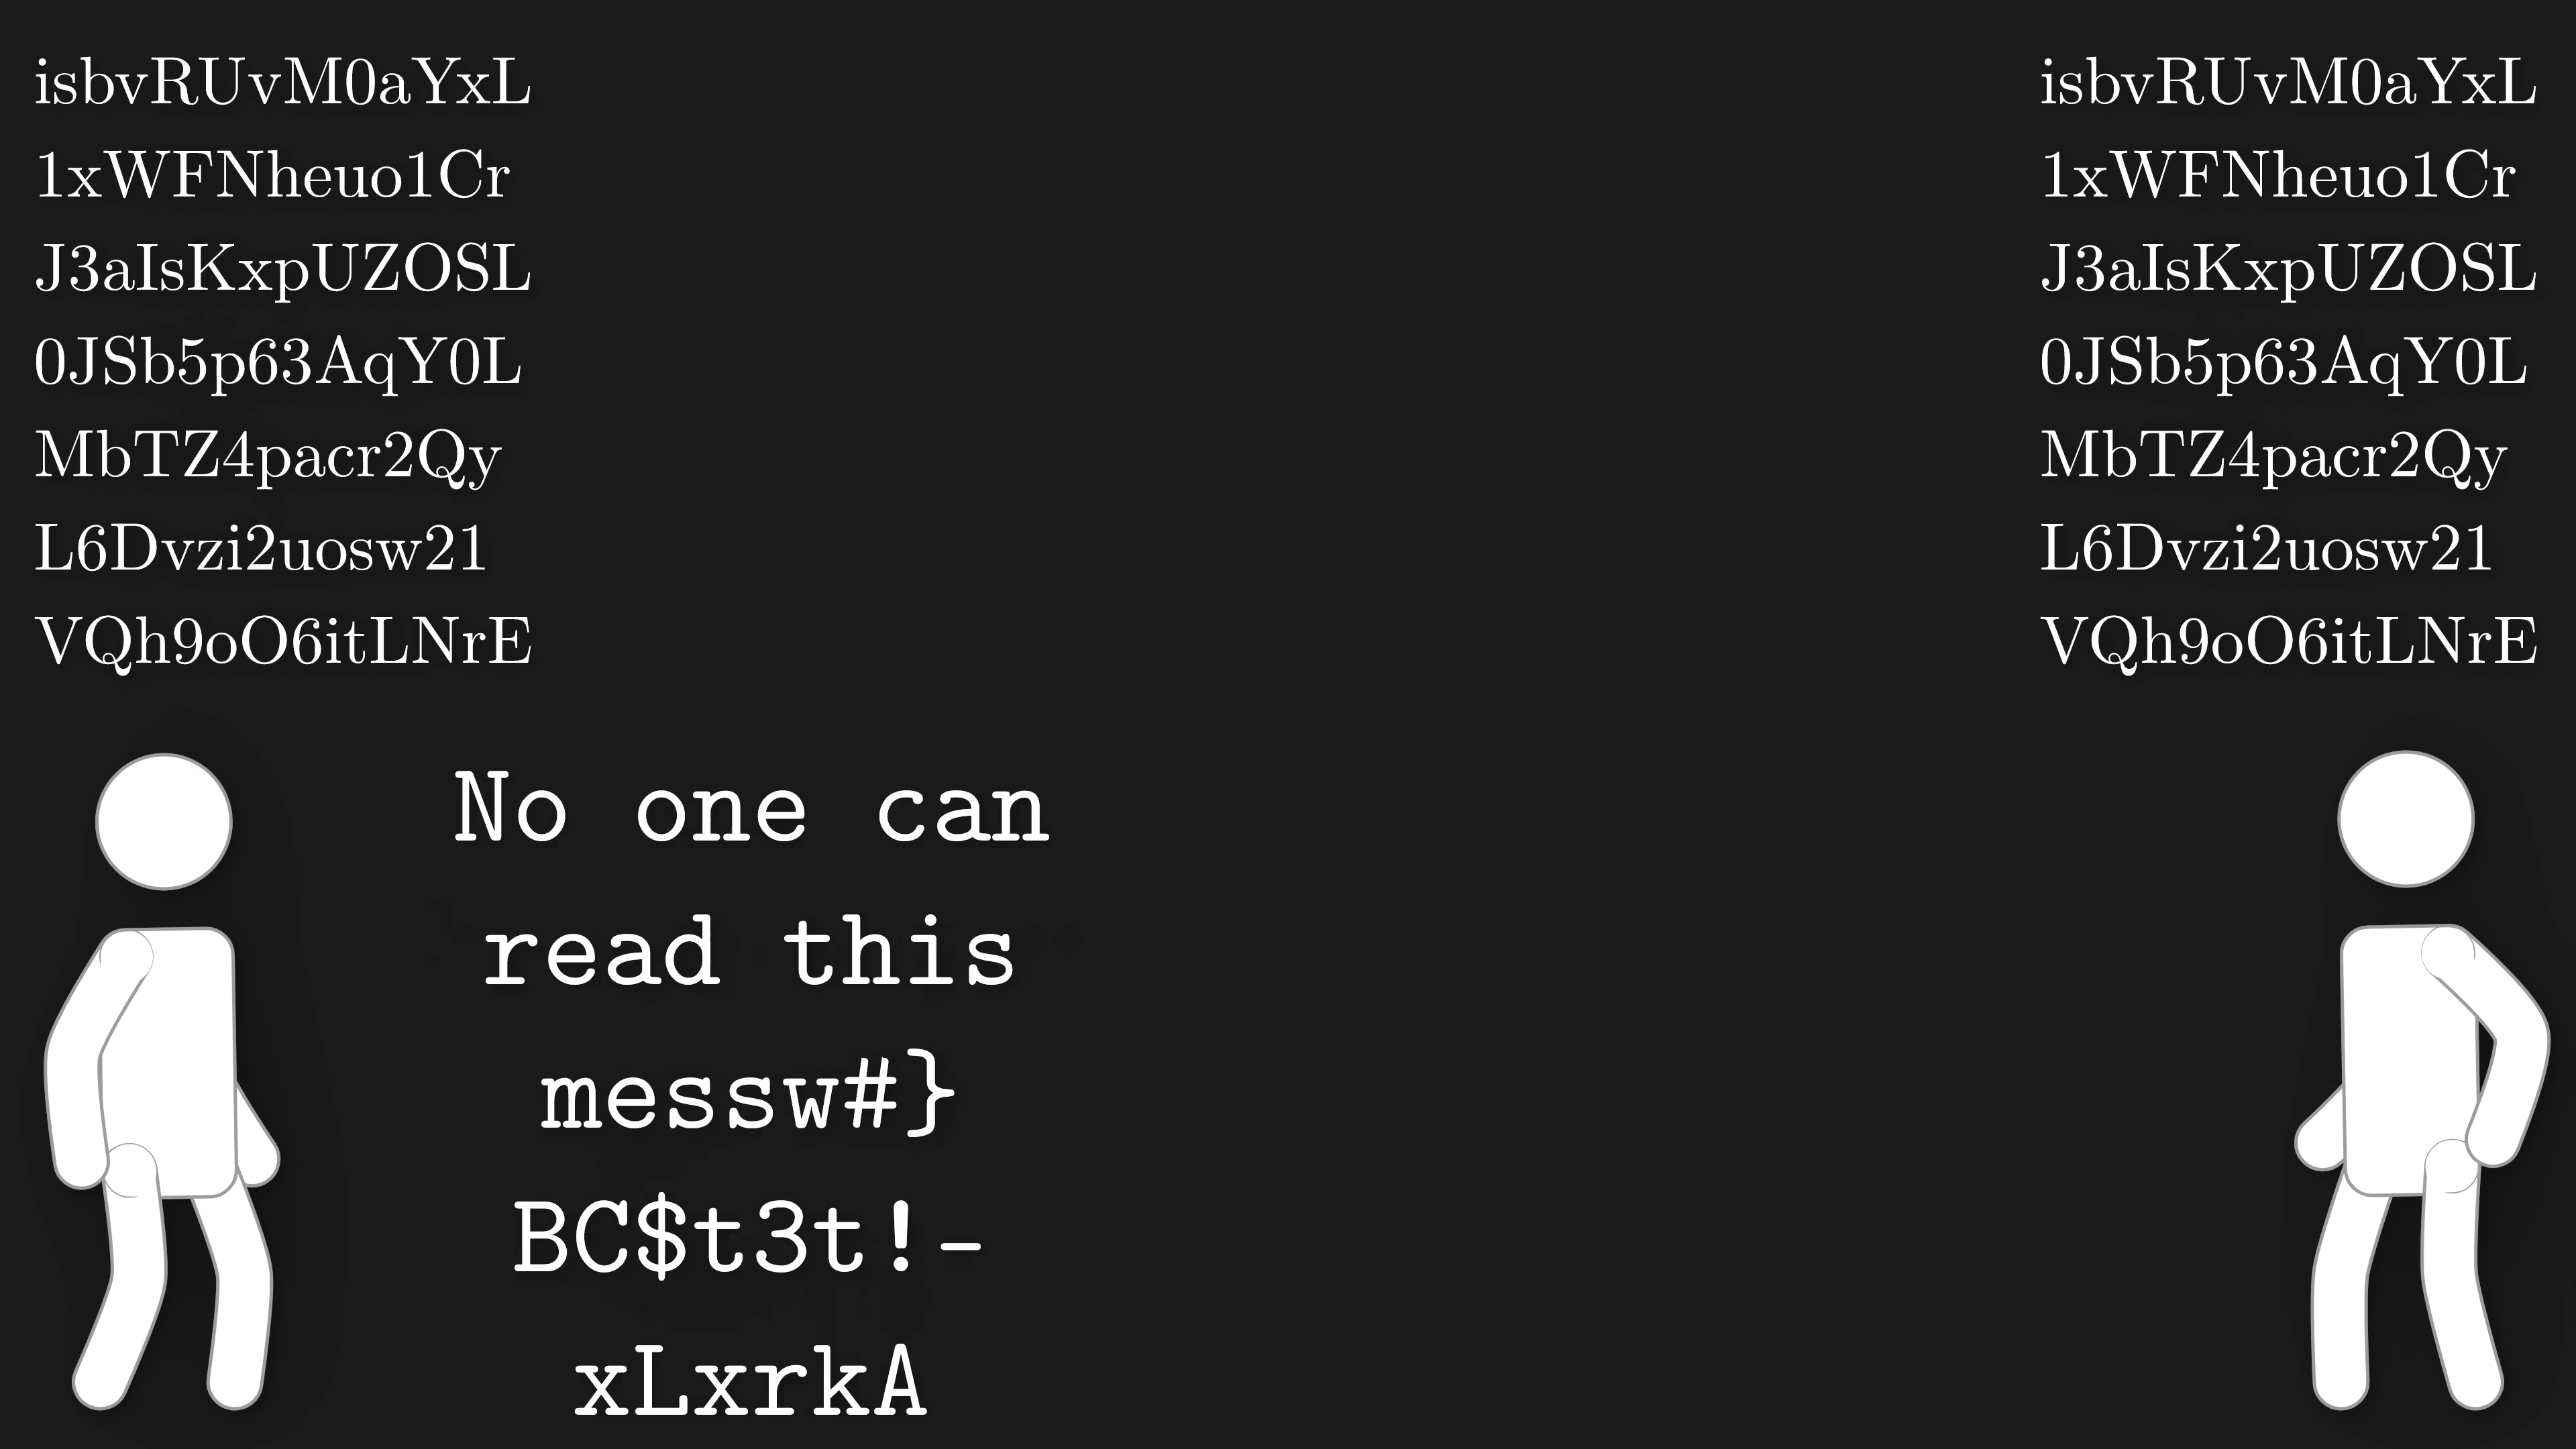 isbvRUvM0aYxL
1xWFNheuo1Cr
J3aIsKxpUZOSL
0JSb5p63AqY0L
MbTZ4pacr2Qy
L6Dvzi2uosw21
VQh9oO6itLNrE
isbvRUvM0aYxL
1xWFNheuo1Cr
J3aIsKxpUZOSL
0JSb5p63AqY0L
MbTZ4pacr2Qy
L6Dvzi2uosw21
VQh9oO6itLNrE
No one can
read this
messw#}
BC$t3t!-
xLxrkA